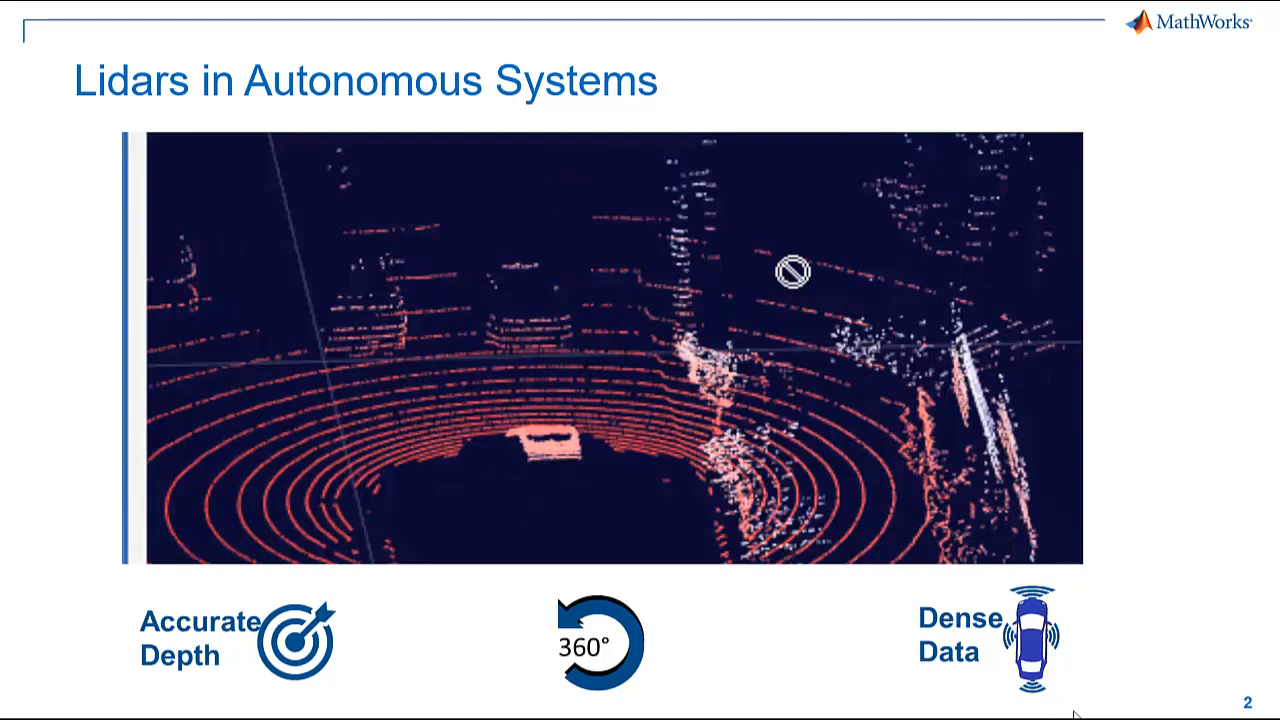 MathWorks®
Lidars in Autonomous Systems
Accurate
Depth
360°
Dense
Data
2